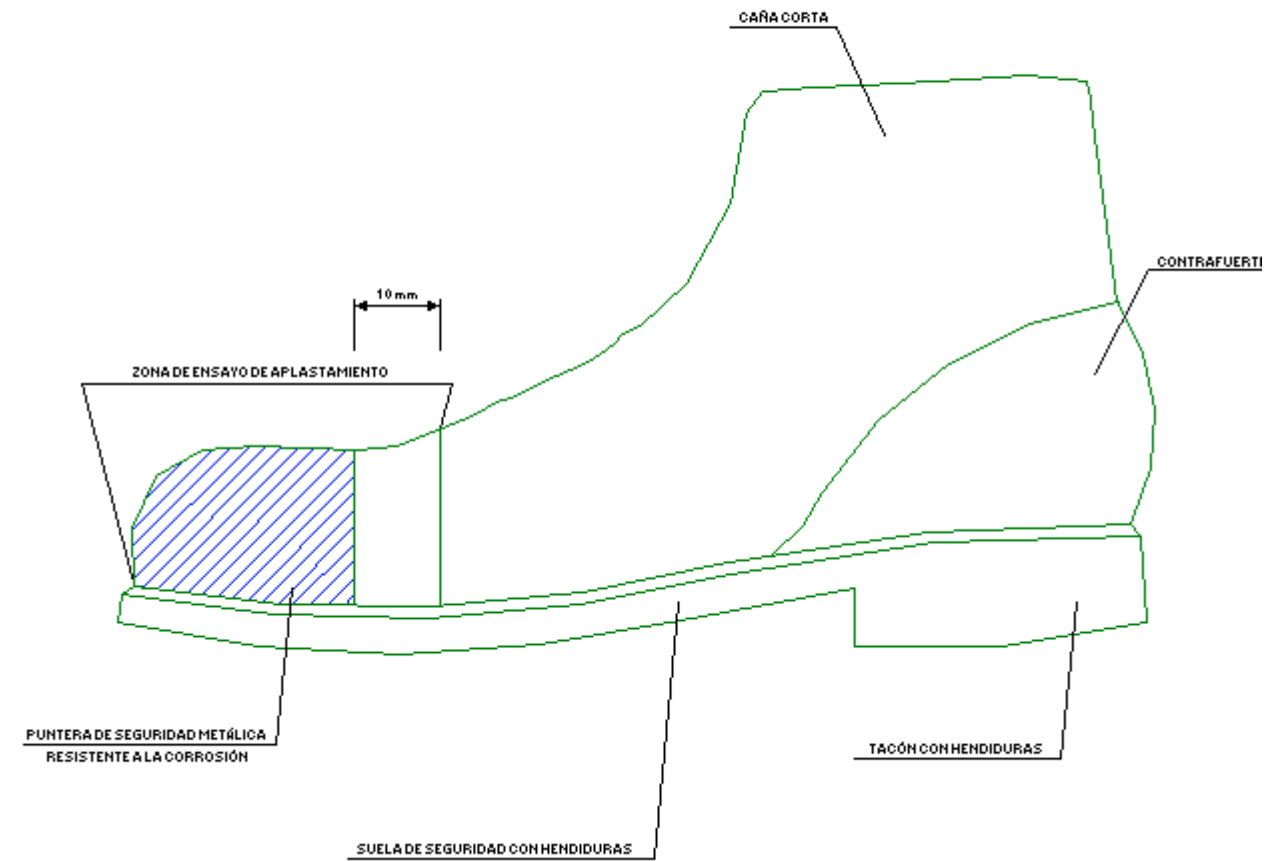 CAÑA CORTA
CONTRAFUERTE
10 mm
ZONA DE ENSAYO DE APLASTAMIENTO
PUNTERA DE SEGURIDAD METÁLICA
RESISTENTE A LA CORROSIÓN
TACÓN CON HENDIDURAS
SUELA DE SEGURIDAD CON HENDIDURAS